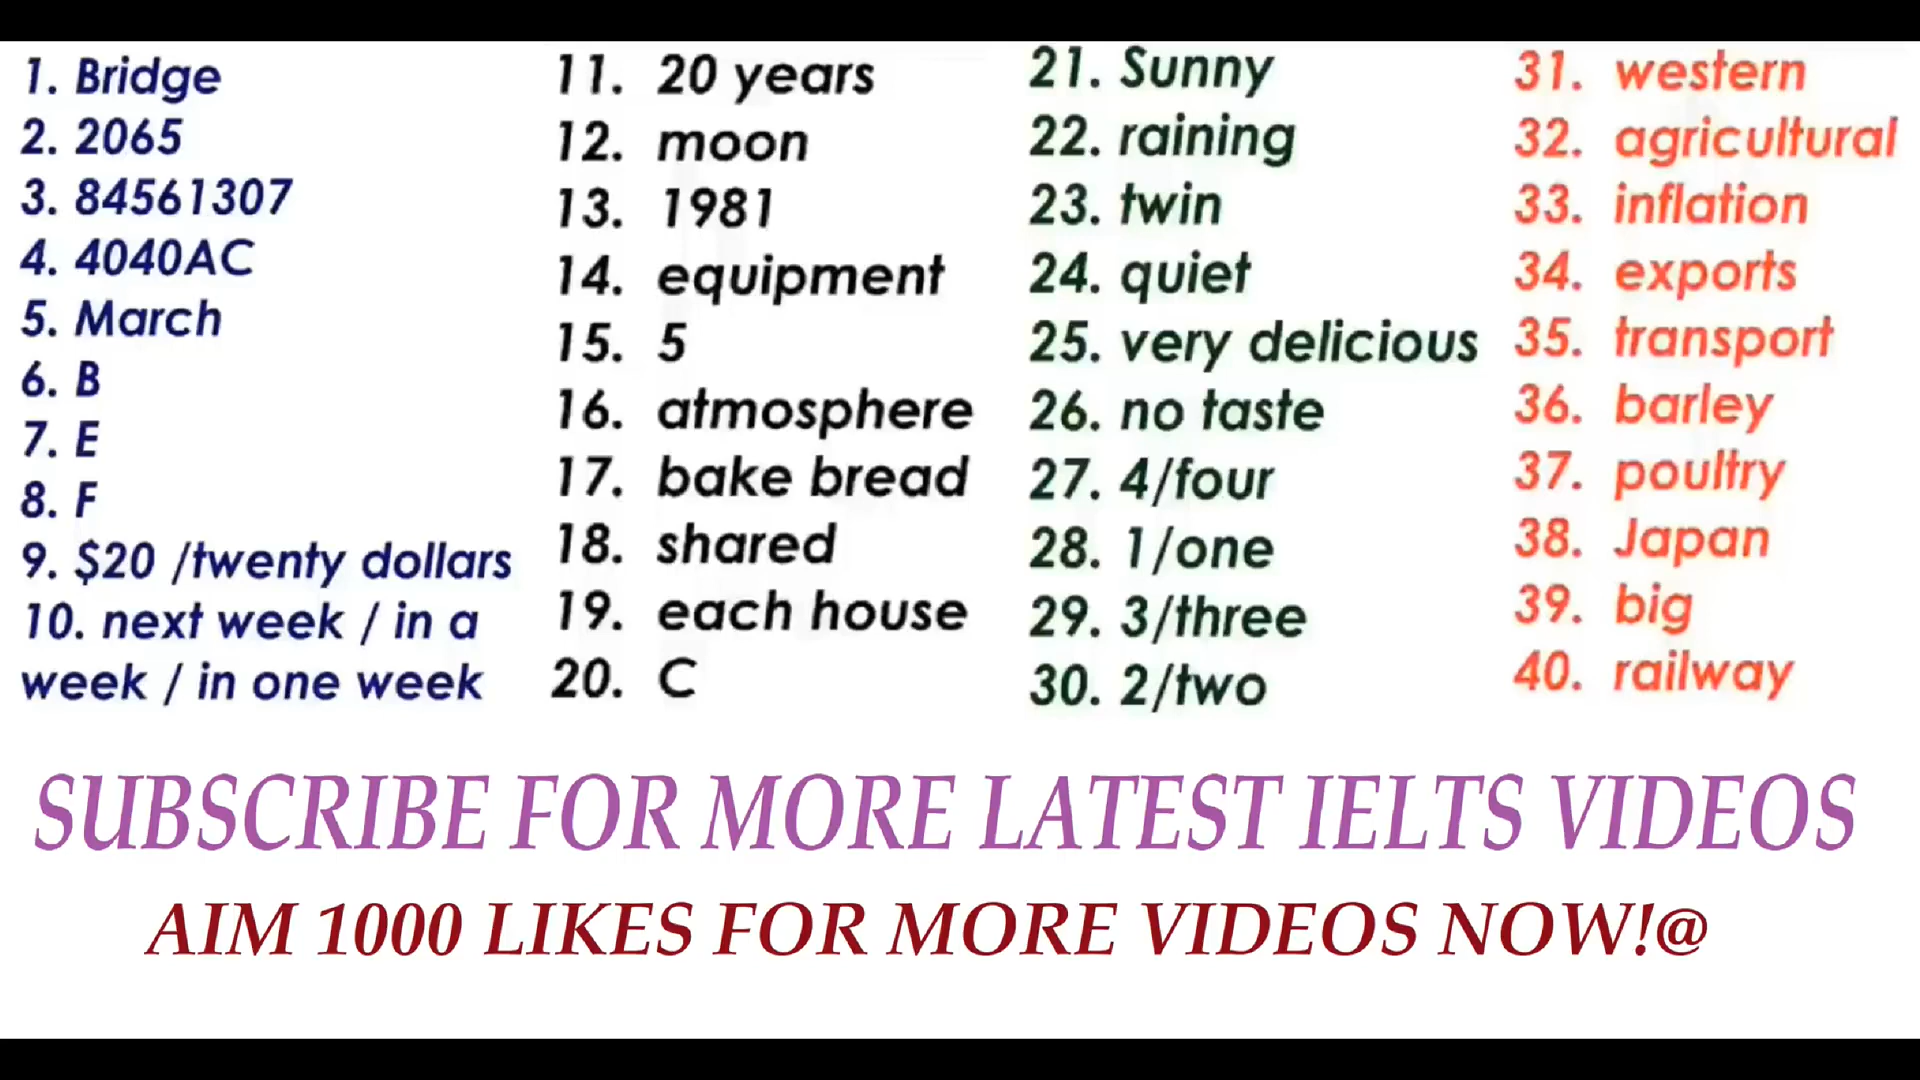 1. Bridge
2. 2065
3. 84561307
4. 4040AC
5. March
6. B
7. E
8. F
9. $20 /twenty dollars
10. next week / in a
week / in one week
11. 20 years
12. moon
13. 1981
14. equipment
15. 5
16. atmosphere
17. bake bread
18. shared
19. each house
20. C
21. Sunny
22. raining
23. twin
24. quiet
25. very delicious
26. no taste
27. 4/four
28. 1/one
29. 3/three
30. 2/two
31. western
32. agricultural
33. inflation
34. exports
35. transport
36. barley
37. poultry
38. Japan
39. big
40. railway
SUBSCRIBE FOR MORE LATEST IELTS VIDEOS
AIM 1000 LIKES FOR MORE VIDEOS NOW!@